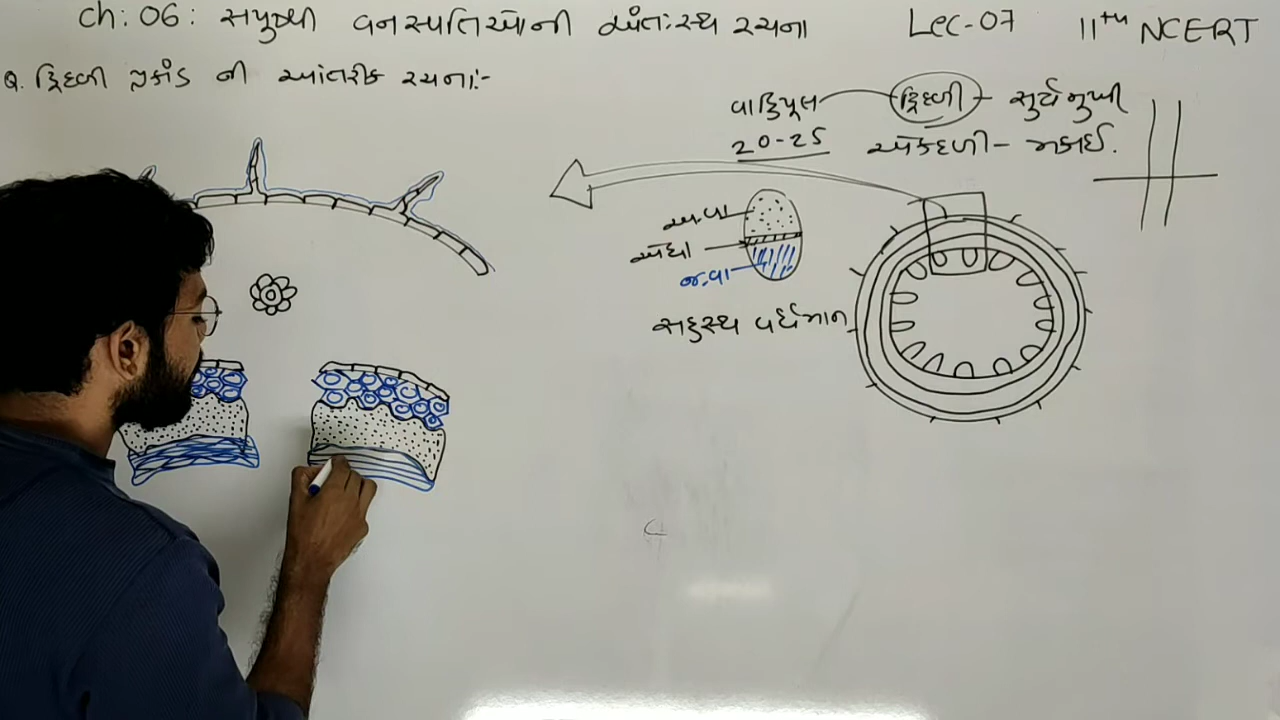 Ch: 06: સપુષ્પી વનસ્પતિઓની અંત:સ્થ રચના Lec-07 11th NCERT
Q. દ્વિદળી પ્રકાંડ ની આંતરીક રચના:-
વાહિપૂલ દ્વિદળી - સુર્યમુખી
20-25 એકદળી - મકાઈ.
અ.વા
એધા
જ.વા
સહસ્થ વર્ધમાન